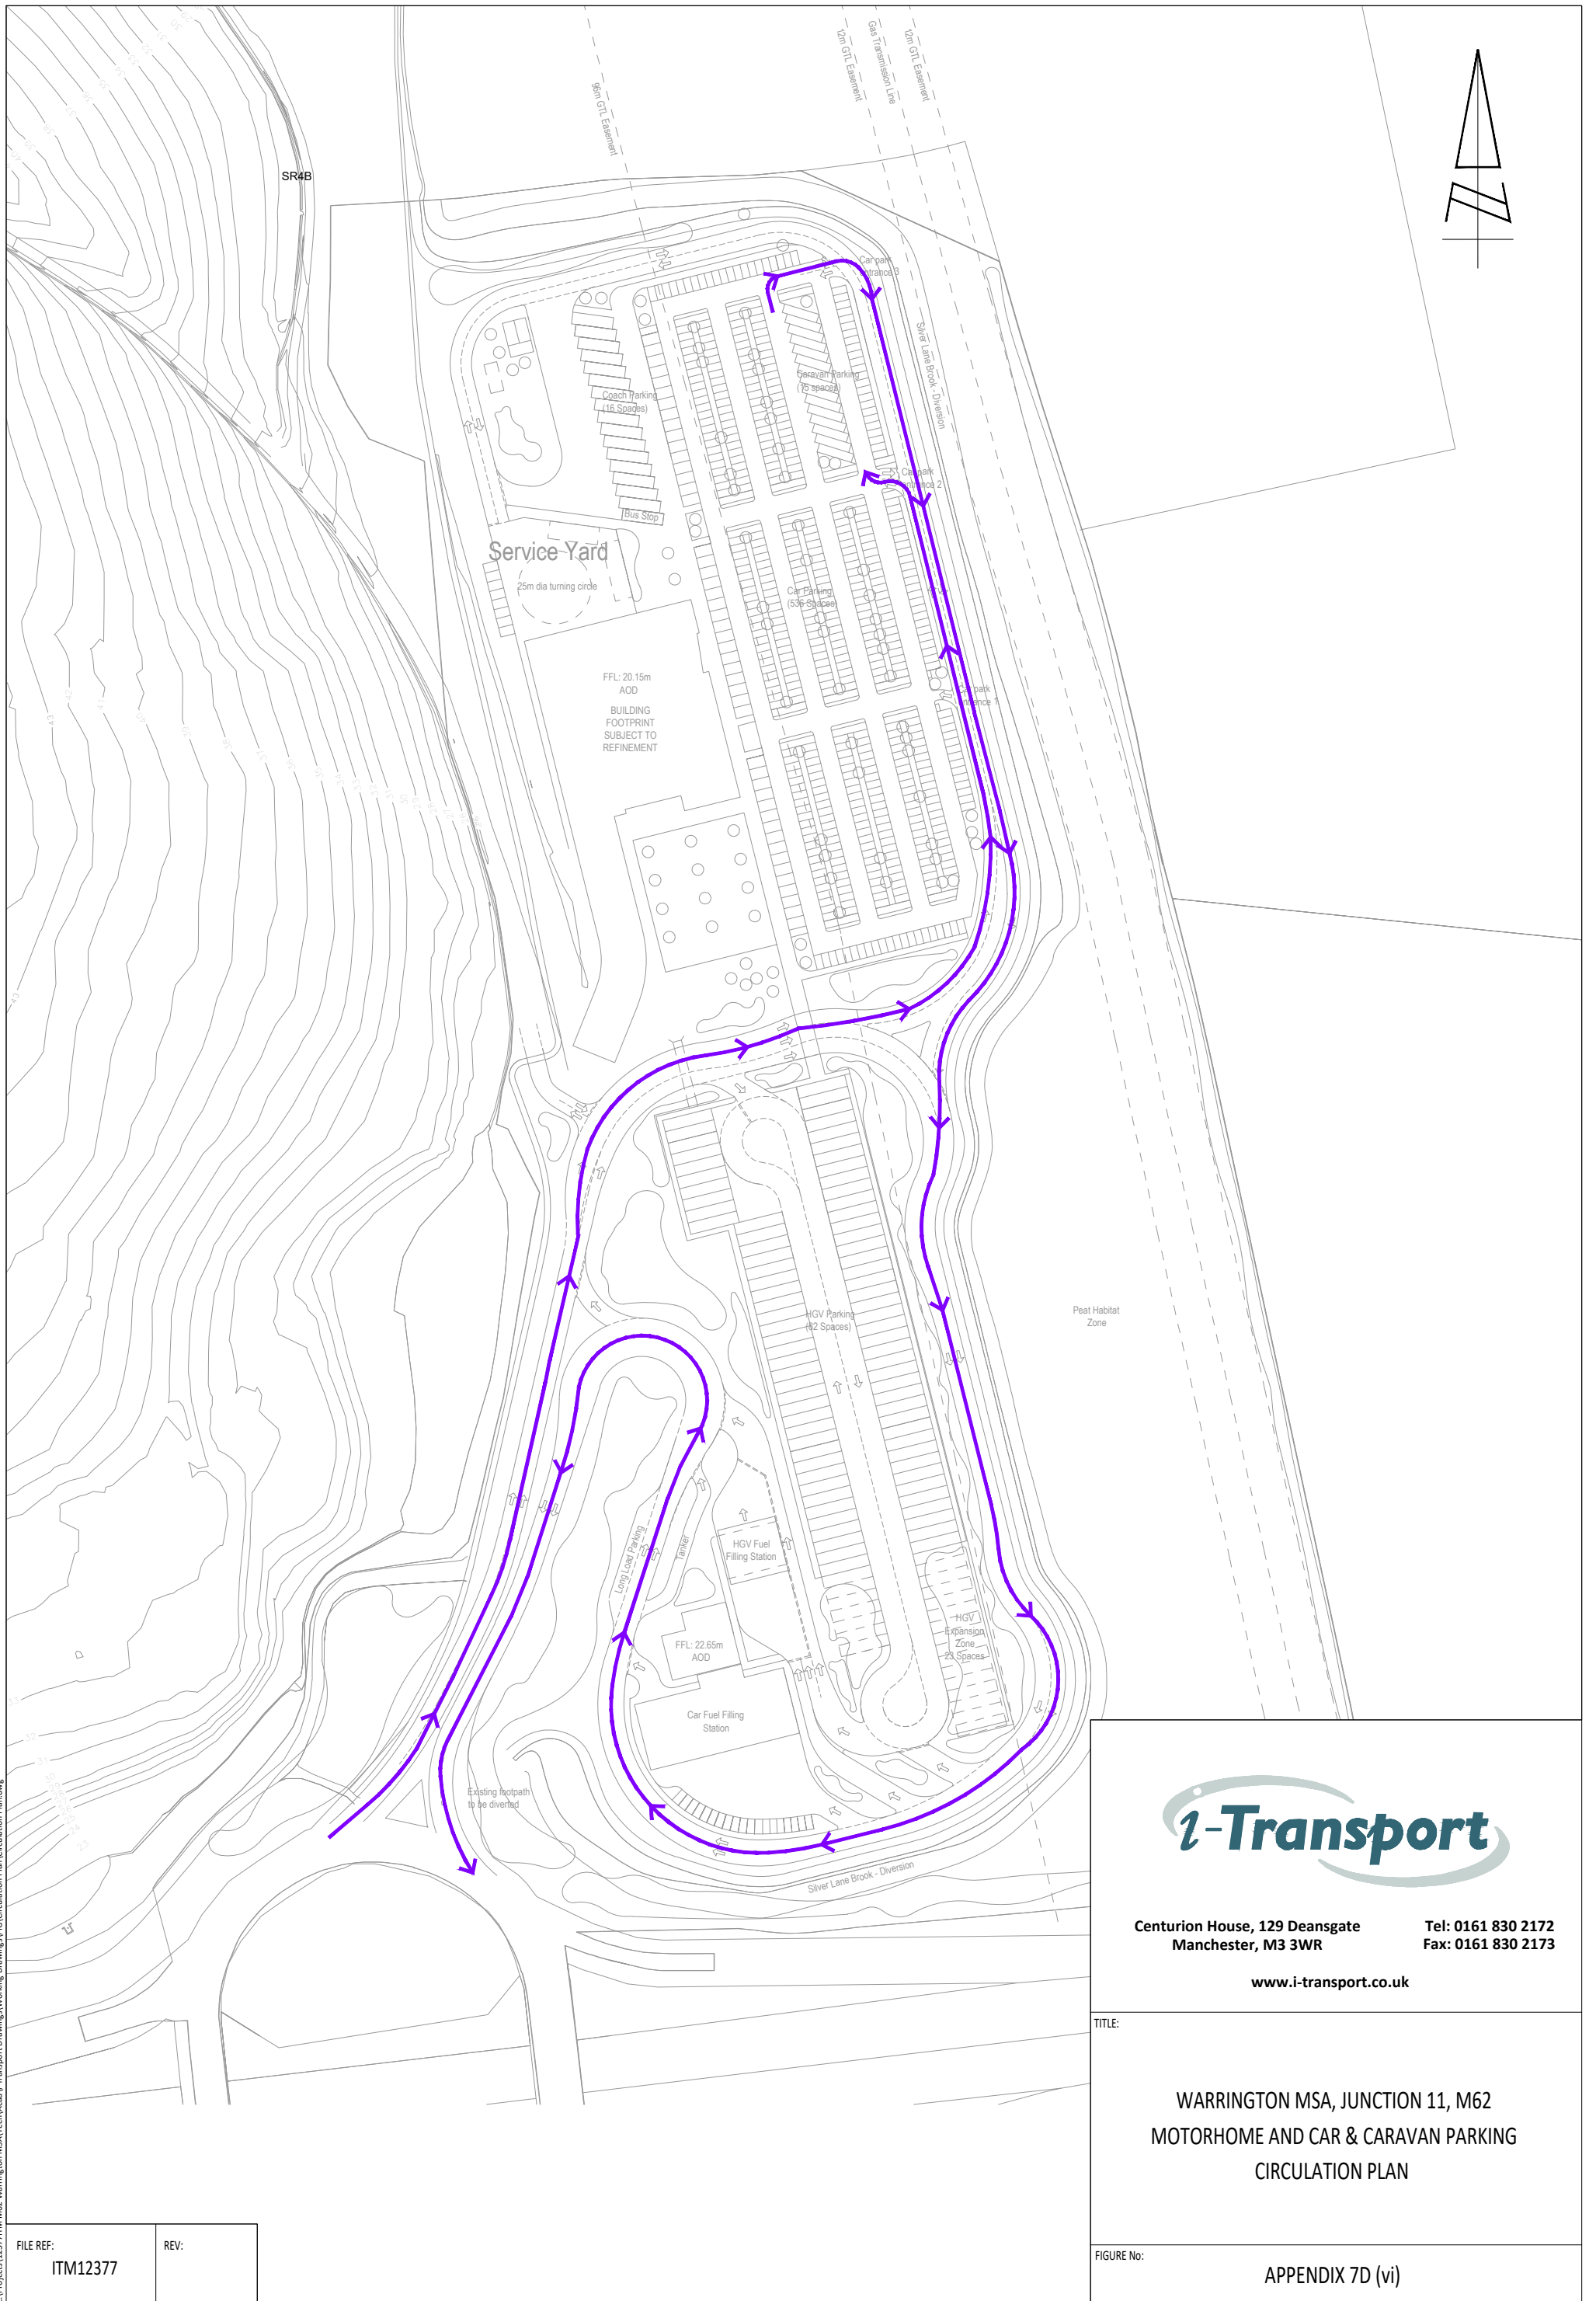 96m GTL Easement
12m GTL Easement
Gas Transmission Line
12m GTL Easement
SR4B
Car park
entrance 3
Silver Lane Brook - Diversion
Caravan Parking
(15 spaces)
Coach Parking
(16 Spaces)
Car park
entrance 2
Bus Stop
Service Yard
25m dia turning circle
Car Parking
(536 Spaces)
FFL: 20.15m
AOD
BUILDING
FOOTPRINT
SUBJECT TO
REFINEMENT
Car park
entrance 1
HGV Parking
(82 Spaces)
Peat Habitat
Zone
Long Load Parking
Tanker
HGV Fuel
Filling Station
HGV
Expansion
Zone
23 Spaces
FFL: 22.65m
AOD
Car Fuel Filling
Station
Existing footpath
to be diverted
Silver Lane Brook - Diversion
i-Transport
Centurion House, 129 Deansgate
Manchester, M3 3WR
Tel: 0161 830 2172
Fax: 0161 830 2173
www.i-transport.co.uk
TITLE:
WARRINGTON MSA, JUNCTION 11, M62
MOTORHOME AND CAR & CARAVAN PARKING
CIRCULATION PLAN
FILE REF:
ITM12377
REV:
FIGURE No:
APPENDIX 7D (vi)